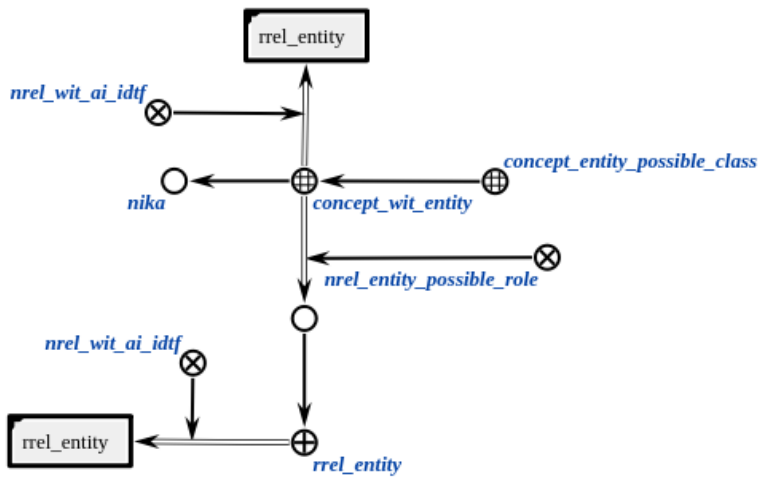 rrel_entity
nrel_wit_ai_idtf
concept_entity_possible_class
nika
concept_wit_entity
nrel_entity_possible_role
nrel_wit_ai_idtf
rrel_entity
rrel_entity